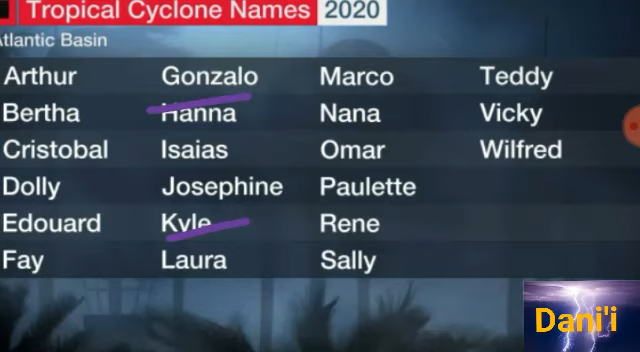 Tropical Cyclone Names 2020
Atlantic Basin
Arthur Gonzalo Marco Teddy
Bertha Hanna Nana Vicky
Cristobal Isaias Omar Wilfred
Dolly Josephine Paulette
Edouard Kyle Rene
Fay Laura Sally
Dani'i